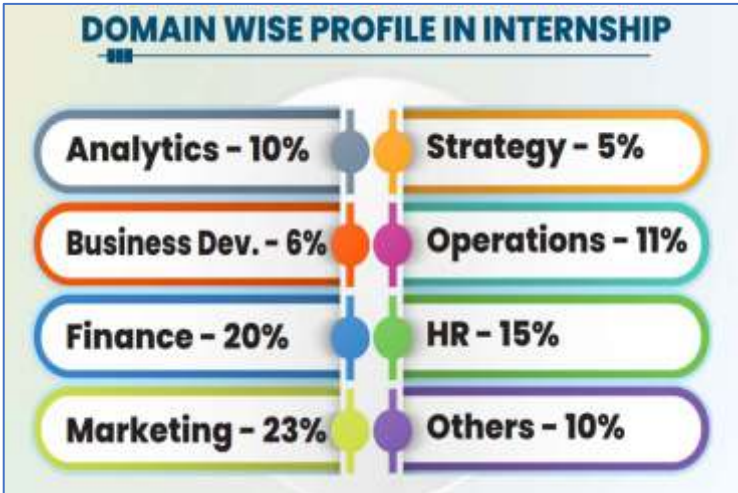 DOMAIN WISE PROFILE IN INTERNSHIP
Analytics - 10%
Strategy - 5%
Business Dev. - 6%
Operations - 11%
Finance - 20%
HR - 15%
Marketing - 23%
Others - 10%